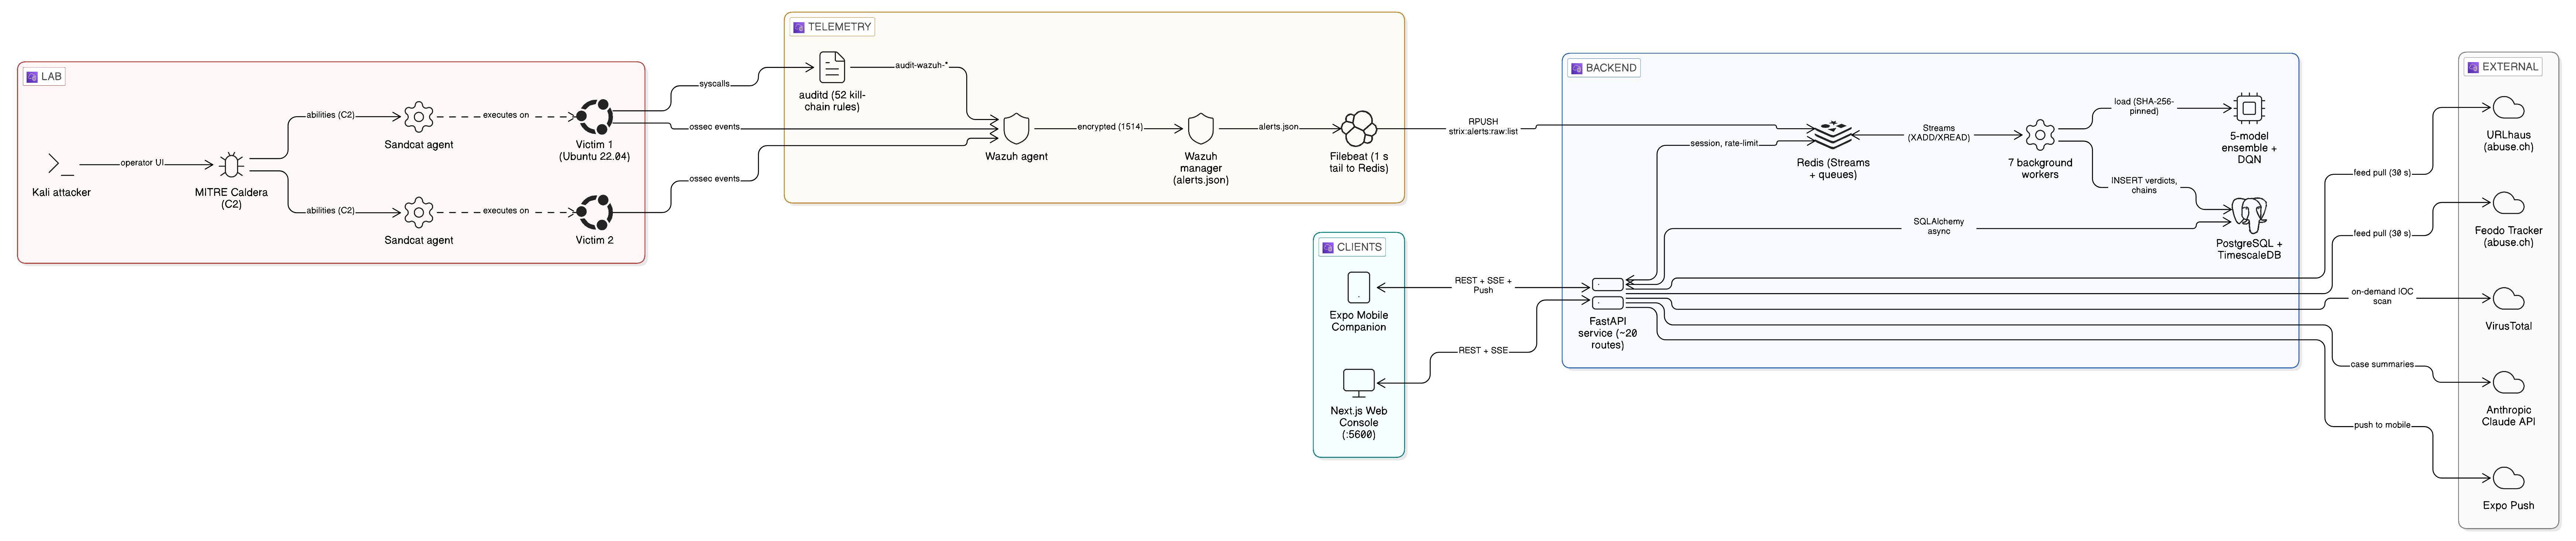 LAB
Kali attacker
operator UI
MITRE Caldera
(C2)
abilities (C2)
abilities (C2)
Sandcat agent
Sandcat agent
executes on
executes on
Victim 1
(Ubuntu 22.04)
Victim 2
syscalls
ossec events
ossec events
TELEMETRY
auditd (52 kill-
chain rules)
audit-wazuh-*
Wazuh agent
encrypted (1514)
Wazuh
manager
(alerts.json)
alerts.json
Filebeat (1 s
tail to Redis)
RPUSH
strix:alerts:raw:list
CLIENTS
Expo Mobile
Companion
Next.js Web
Console
(:5600)
REST + SSE +
Push
REST + SSE
BACKEND
session, rate-limit
Redis (Streams
+ queues)
Streams
(XADD/XREAD)
7 background
workers
load (SHA-256-
pinned)
5-model
ensemble +
DQN
INSERT verdicts,
chains
SQLAlchemy
async
PostgreSQL +
TimescaleDB
FastAPI
service (~20
routes)
feed pull (30 s)
feed pull (30 s)
on-demand IOC
scan
case summaries
push to mobile
EXTERNAL
URLhaus
(abuse.ch)
Feodo Tracker
(abuse.ch)
VirusTotal
Anthropic
Claude API
Expo Push